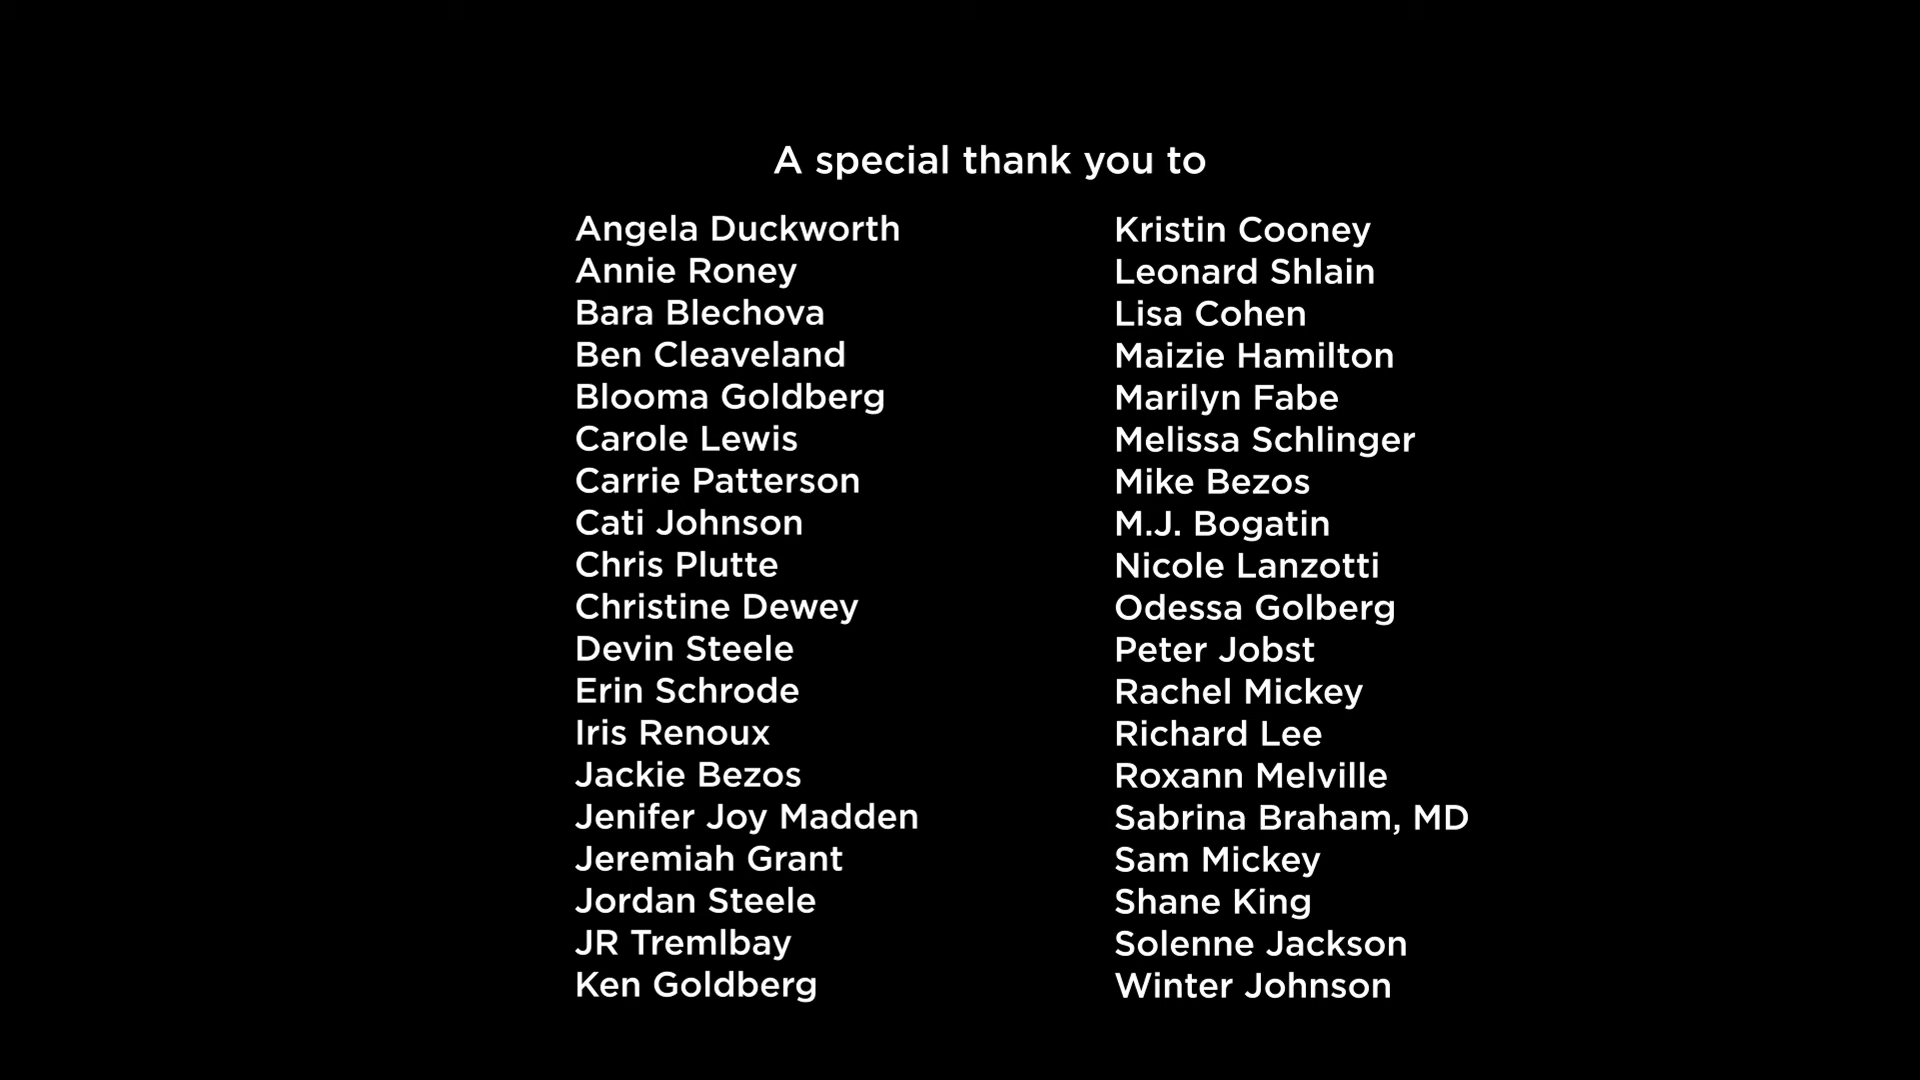 A special thank you to
Angela Duckworth
Annie Roney
Bara Blechova
Ben Cleaveland
Blooma Goldberg
Carole Lewis
Carrie Patterson
Cati Johnson
Chris Plutte
Christine Dewey
Devin Steele
Erin Schrode
Iris Renoux
Jackie Bezos
Jenifer Joy Madden
Jeremiah Grant
Jordan Steele
JR Tremlbay
Ken Goldberg
Kristin Cooney
Leonard Shlain
Lisa Cohen
Maizie Hamilton
Marilyn Fabe
Melissa Schlinger
Mike Bezos
M.J. Bogatin
Nicole Lanzotti
Odessa Golberg
Peter Jobst
Rachel Mickey
Richard Lee
Roxann Melville
Sabrina Braham, MD
Sam Mickey
Shane King
Solenne Jackson
Winter Johnson